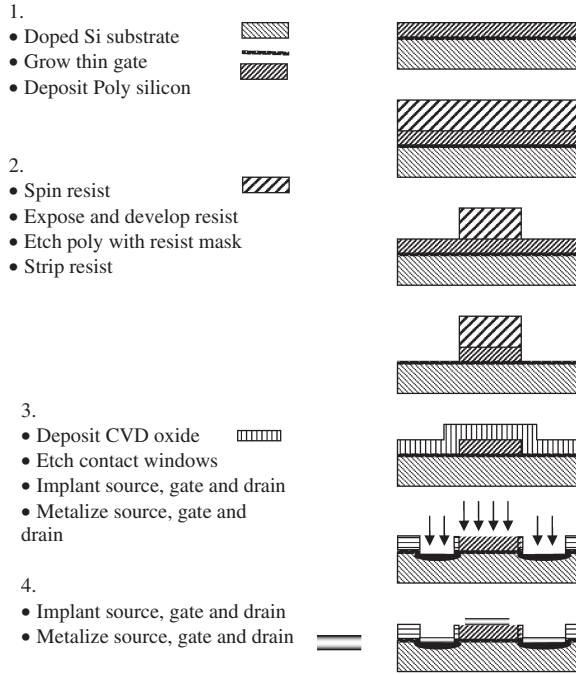 1.
• Doped Si substrate
• Grow thin gate
• Deposit Poly silicon
2.
• Spin resist
• Expose and develop resist
• Etch poly with resist mask
• Strip resist
3.
• Deposit CVD oxide
• Etch contact windows
• Implant source, gate and drain
• Metalize source, gate and
drain
4.
• Implant source, gate and drain
• Metalize source, gate and drain